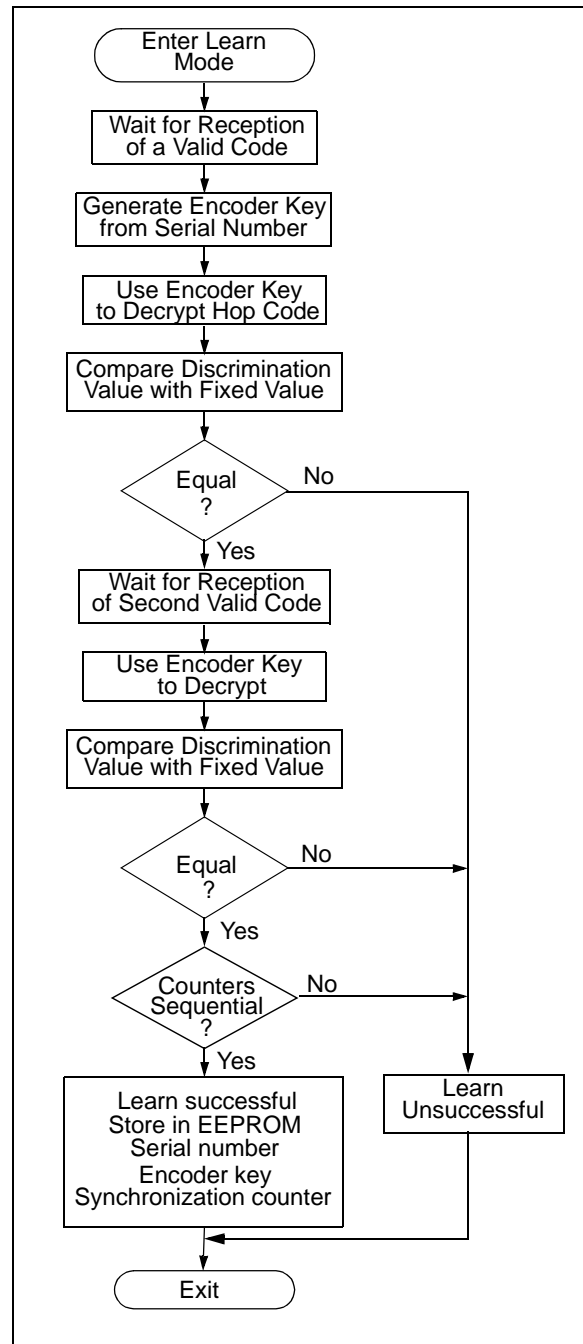 Enter Learn
Mode
Wait for Reception
of a Valid Code
Generate Encoder Key
from Serial Number
Use Encoder Key
to Decrypt Hop Code
Compare Discrimination
Value with Fixed Value
Equal
?
No
Yes
Wait for Reception
of Second Valid Code
Use Encoder Key
to Decrypt
Compare Discrimination
Value with Fixed Value
Equal
?
No
Yes
Counters
Sequential
?
No
Yes
Learn successful
Store in EEPROM
Serial number
Encoder key
Synchronization counter
Learn
Unsuccessful
Exit